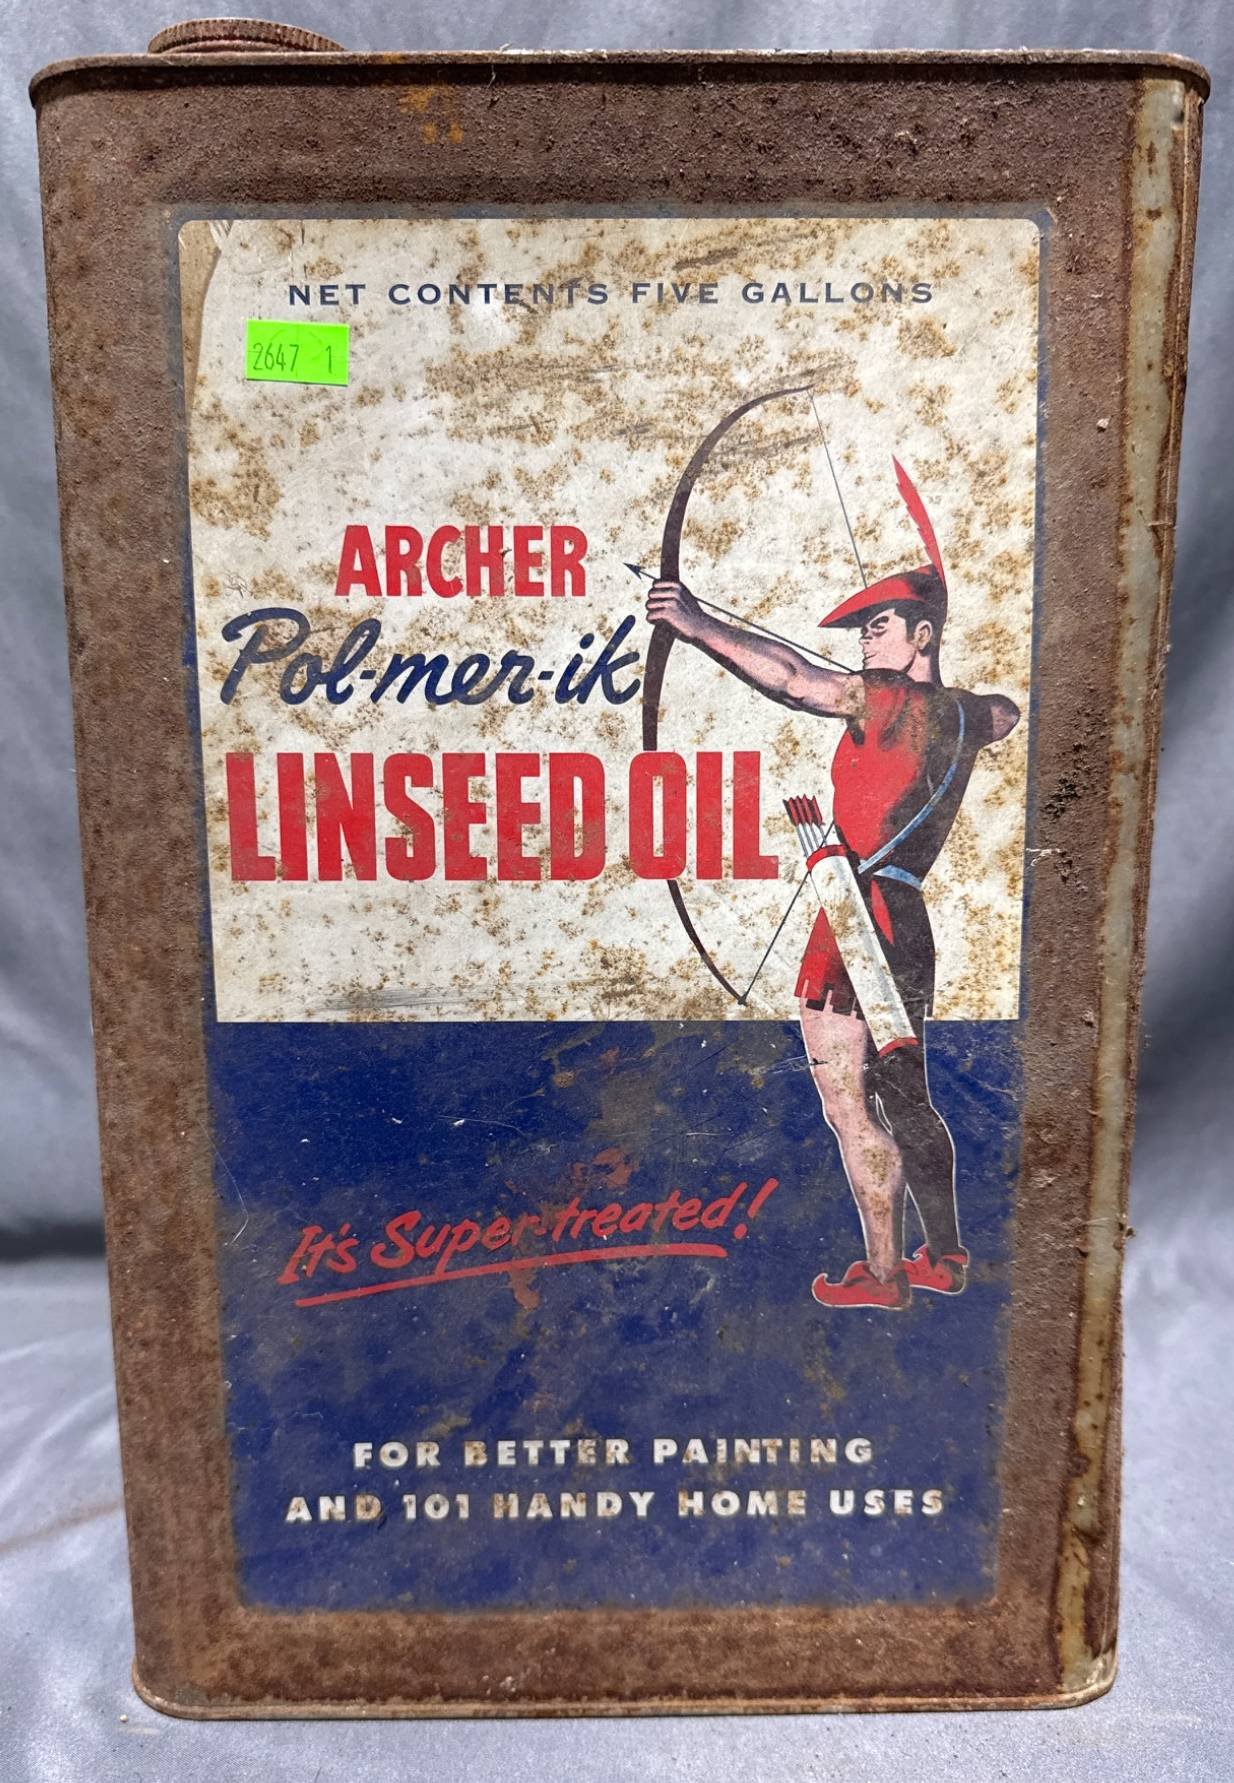 NET CONTENTS FIVE GALLONS
2647 1
ARCHER
Pol-mer-ik
LINSEED OIL
It's Super-treated!
FOR BETTER PAINTING
AND 101 HANDY HOME USES